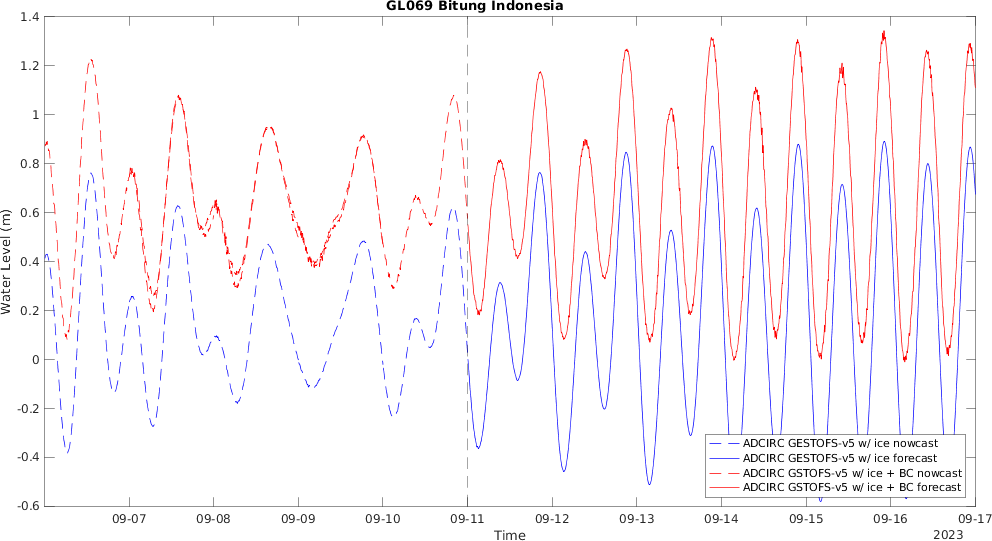 GL069 Bitung Indonesia
1.4
1.2
1
0.8
0.6
0.4
0.2
0
-0.2
-0.4
-0.6
Water Level (m)
ADCIRC GESTOFS-v5 w/ ice nowcast
ADCIRC GESTOFS-v5 w/ ice forecast
ADCIRC GSTOFS-v5 w/ ice + BC nowcast
ADCIRC GSTOFS-v5 w/ ice + BC forecast
09-07 09-08 09-09 09-10 09-11 09-12 09-13 09-14 09-15 09-16 09-17
Time
2023